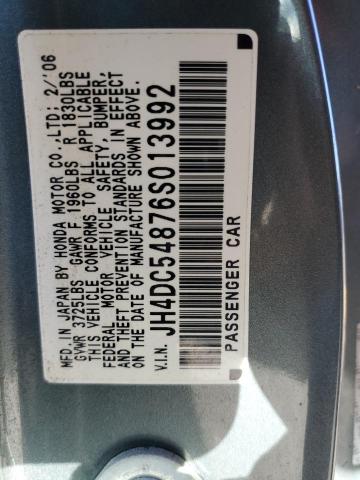 MFD. IN JAPAN BY HONDA MOTOR CO.,LTD; 2/'06
GVWR 3725LBS GAWR F 1960LBS R 1830LBS
THIS VEHICLE CONFORMS TO ALL APPLICABLE
FEDERAL MOTOR VEHICLE SAFETY, BUMPER,
AND THEFT PREVENTION STANDARDS IN EFFECT
ON THE DATE OF MANUFACTURE SHOWN ABOVE.
V.I.N. JH4DC54876S013992
PASSENGER CAR